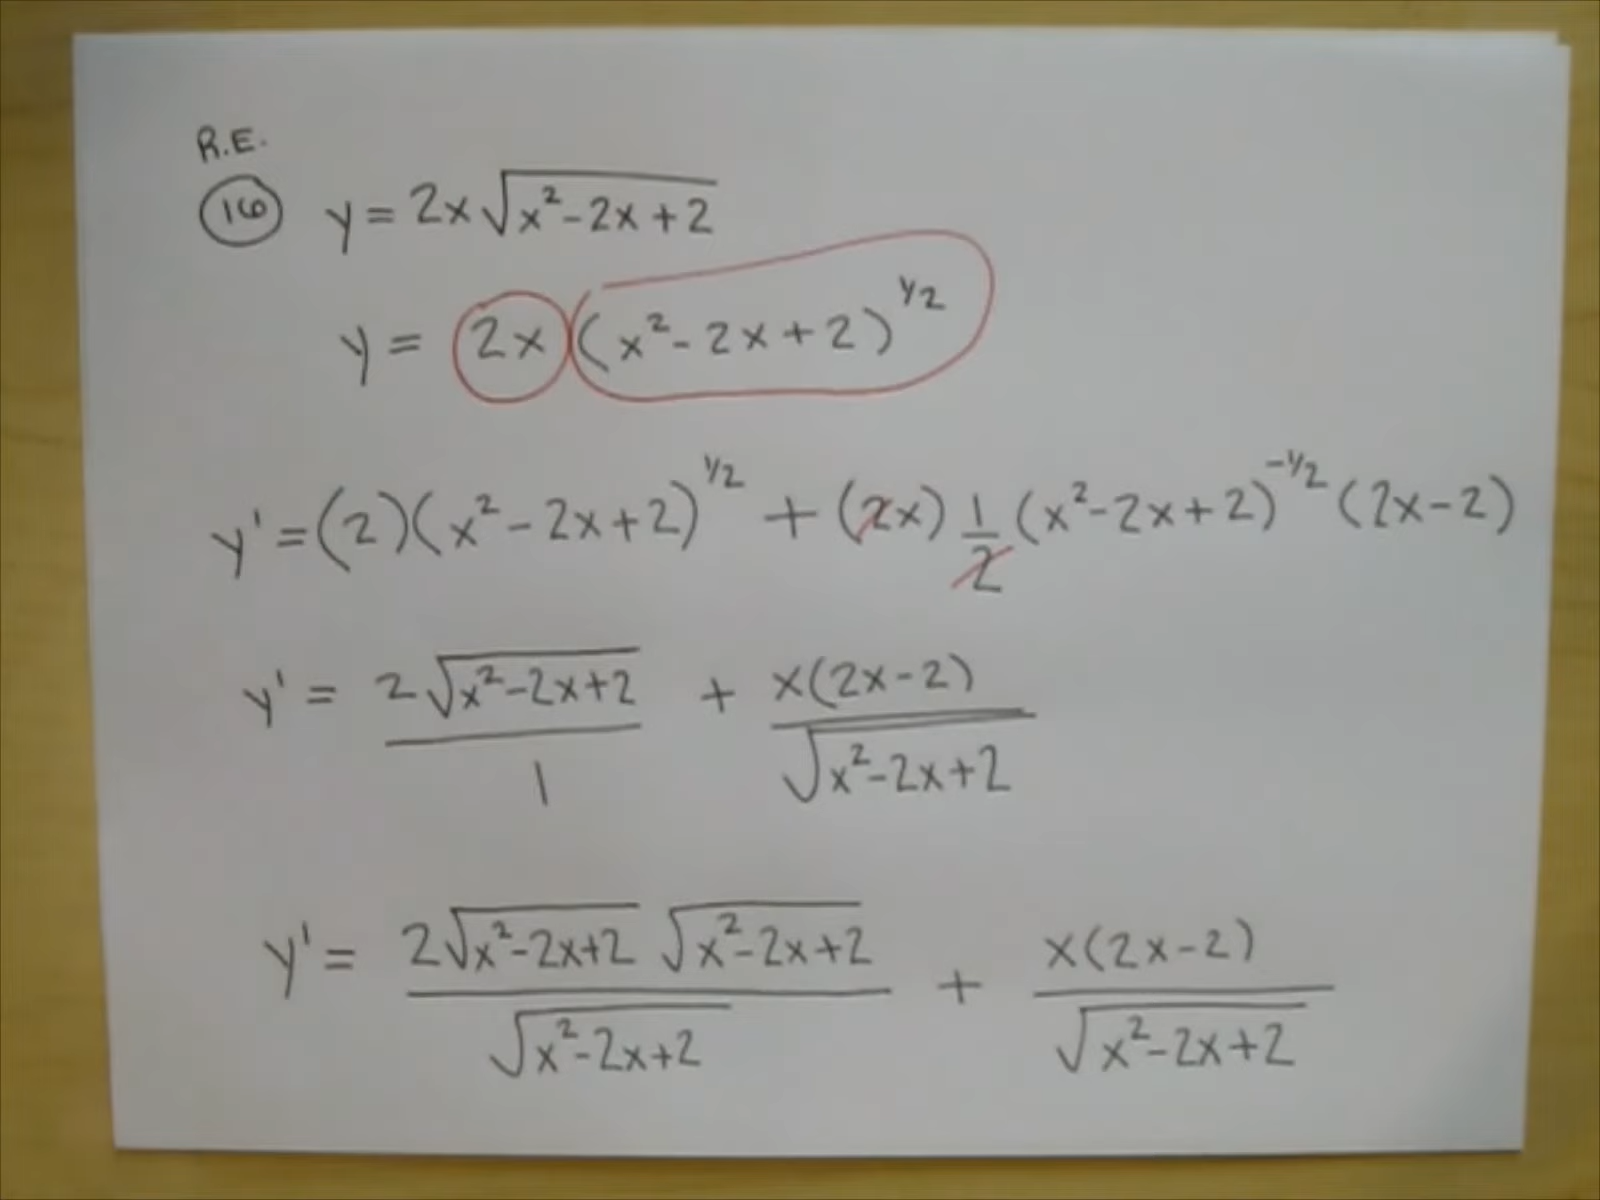 R.E.
16 y = 2x√(x²-2x+2)
y = 2x(x²-2x+2)^(1/2)
y' = (2)(x²-2x+2)^(1/2) + (2x) 1/2 (x²-2x+2)^(-1/2) (2x-2)
y' = 2√(x²-2x+2)/1 + x(2x-2)/√(x²-2x+2)
y' = 2√(x²-2x+2) √(x²-2x+2)/√(x²-2x+2) + x(2x-2)/√(x²-2x+2)